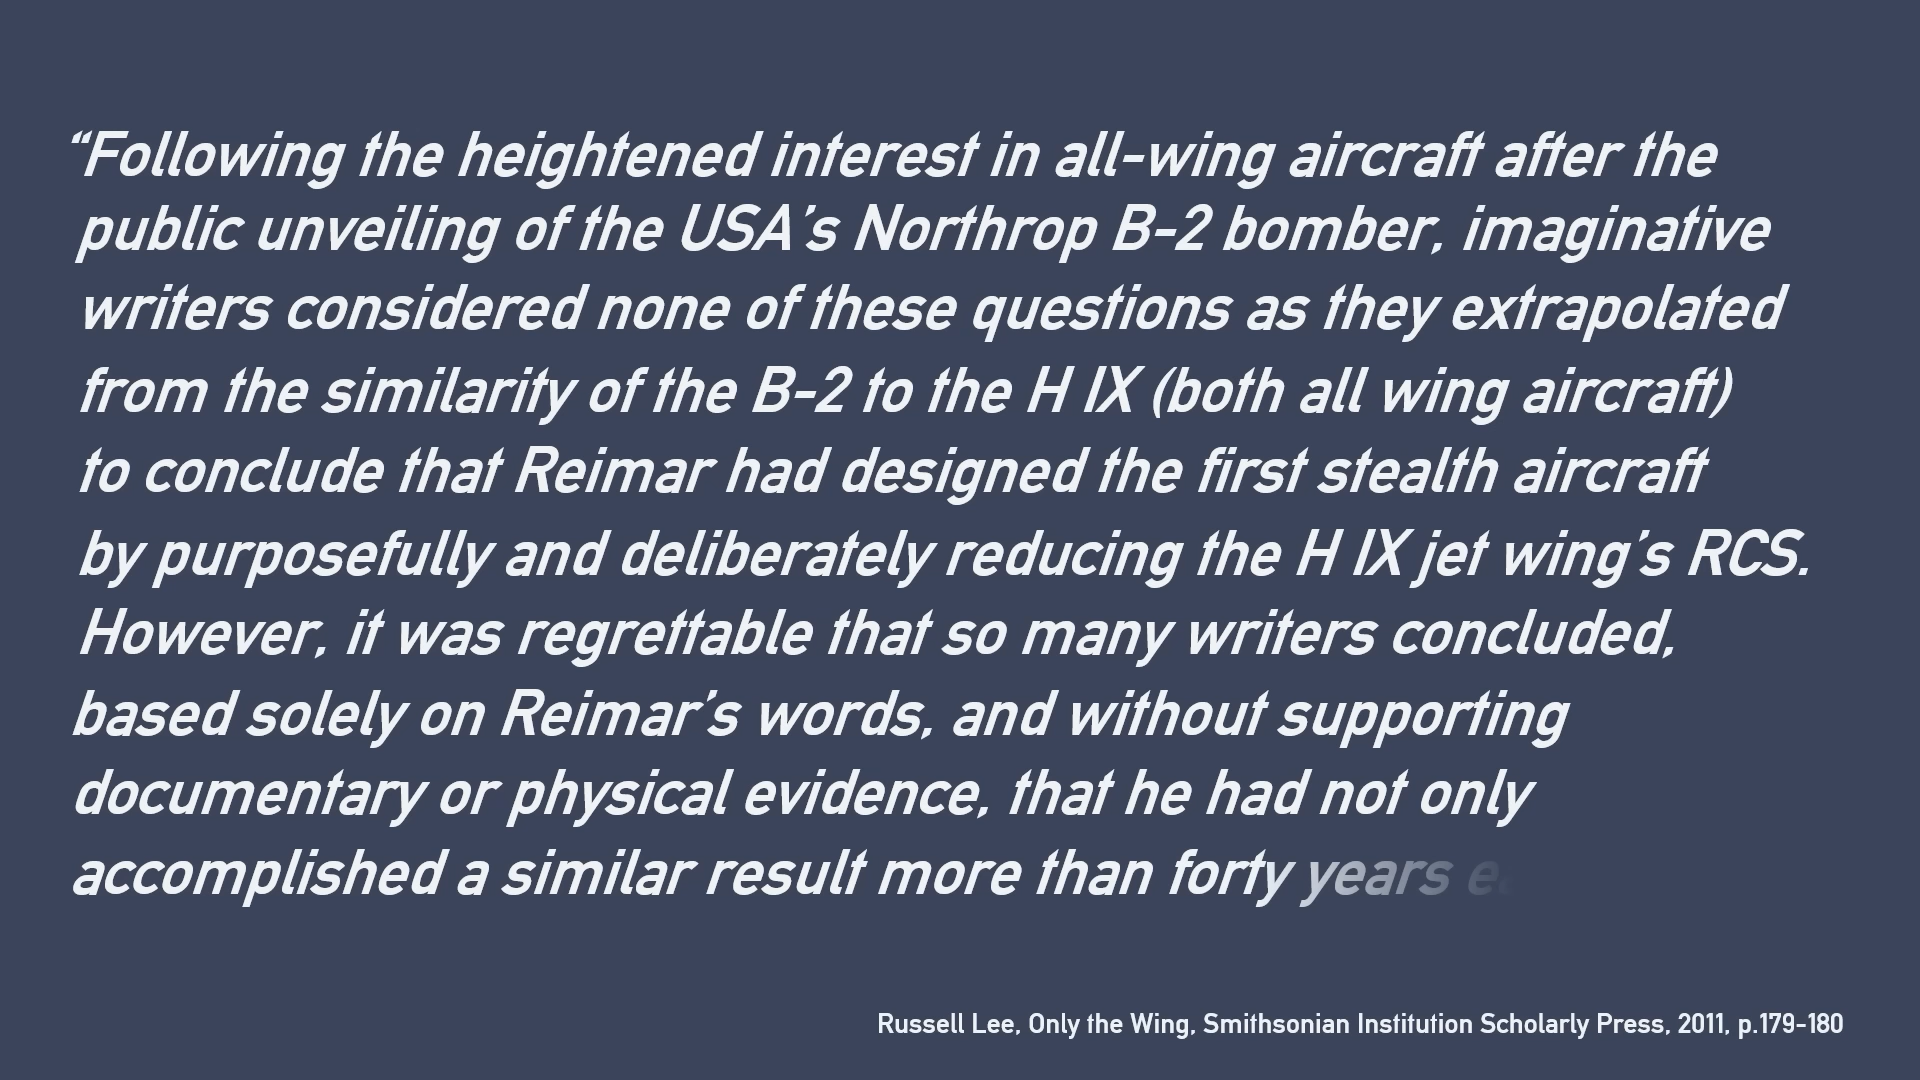 “Following the heightened interest in all-wing aircraft after the
public unveiling of the USA’s Northrop B-2 bomber, imaginative
writers considered none of these questions as they extrapolated
from the similarity of the B-2 to the H IX (both all wing aircraft)
to conclude that Reimar had designed the first stealth aircraft
by purposefully and deliberately reducing the H IX jet wing’s RCS.
However, it was regrettable that so many writers concluded,
based solely on Reimar’s words, and without supporting
documentary or physical evidence, that he had not only
accomplished a similar result more than forty years
Russell Lee, Only the Wing, Smithsonian Institution Scholarly Press, 2011, p.179-180